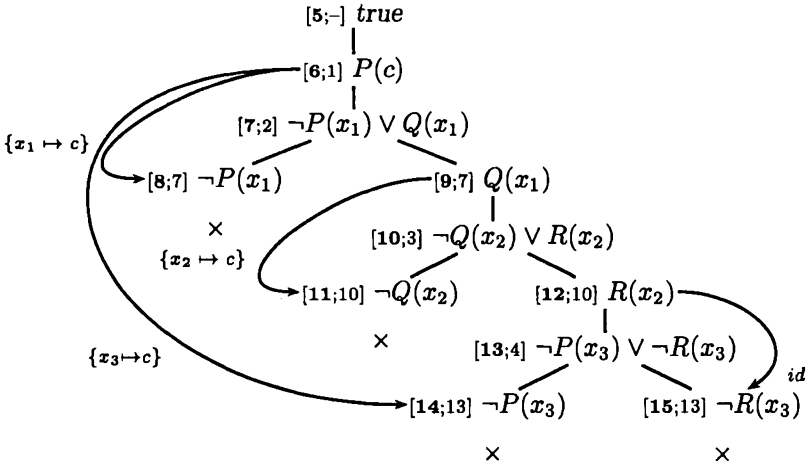 [5;–] true
[6;1] P(c)
[7;2] ¬P(x₁) ∨ Q(x₁)
{x₁ ↦ c}
[8;7] ¬P(x₁)
[9;7] Q(x₁)
×
[10;3] ¬Q(x₂) ∨ R(x₂)
{x₂ ↦ c}
[11;10] ¬Q(x₂)
[12;10] R(x₂)
×
[13;4] ¬P(x₃) ∨ ¬R(x₃)
{x₃↦c}
id
[14;13] ¬P(x₃)
[15;13] ¬R(x₃)
×
×